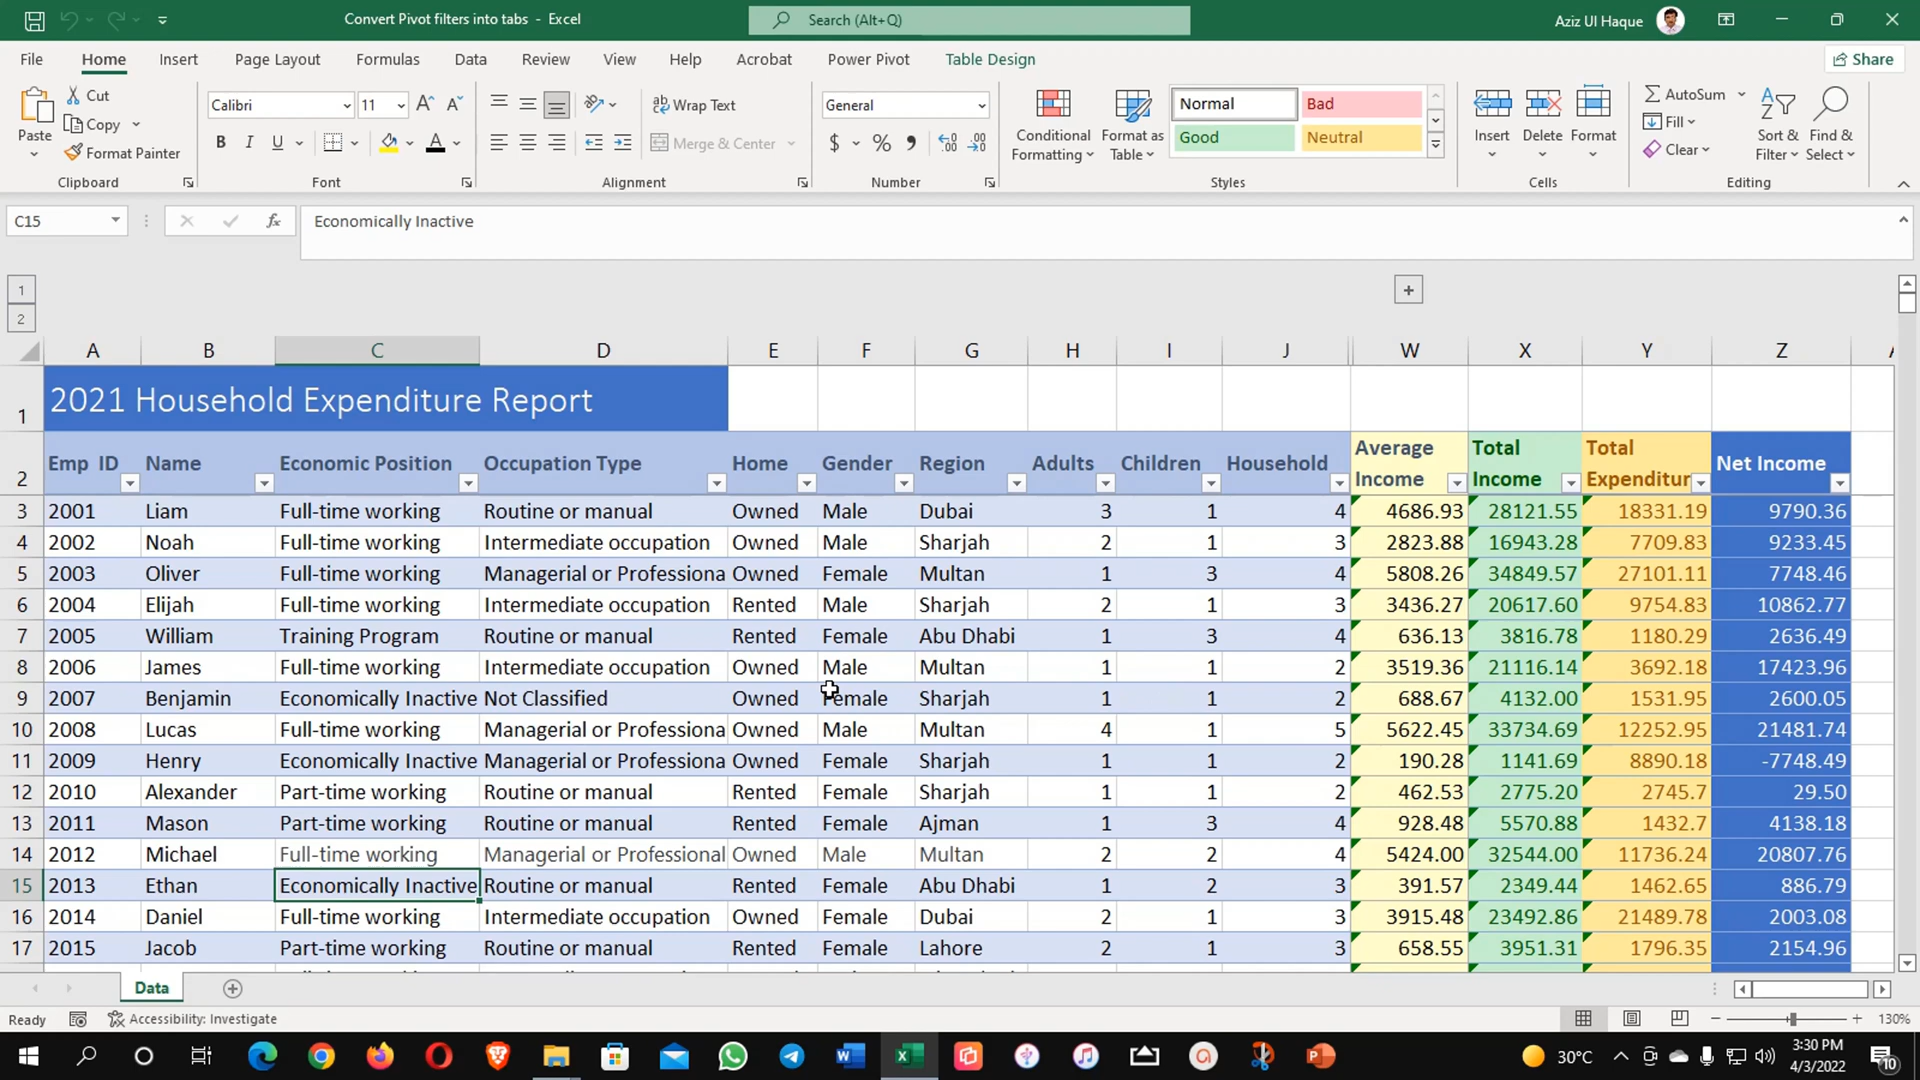 Convert Pivot filters into tabs - Excel
Search (Alt+Q)
Aziz Ul Haque
File Home Insert Page Layout Formulas Data Review View Help Acrobat Power Pivot Table Design Share
Paste Cut Copy Format Painter
Clipboard
Calibri 11
B I U A
Font
Wrap Text
Merge & Center
Alignment
General
$ % ,
Number
Conditional Formatting
Format as Table
Normal Bad
Good Neutral
Styles
Insert Delete Format
Cells
AutoSum
Fill
Clear
Sort & Filter
Find & Select
Editing
C15 fx Economically Inactive
1
2
+
A B C D E F G H I J W X Y Z
1 2021 Household Expenditure Report
2 Emp ID Name Economic Position Occupation Type Home Gender Region Adults Children Household Average Income Total Income Total Expenditur Net Income
3 2001 Liam Full-time working Routine or manual Owned Male Dubai 3 1 4 4686.93 28121.55 18331.19 9790.36
4 2002 Noah Full-time working Intermediate occupation Owned Male Sharjah 2 1 3 2823.88 16943.28 7709.83 9233.45
5 2003 Oliver Full-time working Managerial or Professiona Owned Female Multan 1 3 4 5808.26 34849.57 27101.11 7748.46
6 2004 Elijah Full-time working Intermediate occupation Rented Male Sharjah 2 1 3 3436.27 20617.60 9754.83 10862.77
7 2005 William Training Program Routine or manual Rented Female Abu Dhabi 1 3 4 636.13 3816.78 1180.29 2636.49
8 2006 James Full-time working Intermediate occupation Owned Male Multan 1 1 2 3519.36 21116.14 3692.18 17423.96
9 2007 Benjamin Economically Inactive Not Classified Owned Female Sharjah 1 1 2 688.67 4132.00 1531.95 2600.05
10 2008 Lucas Full-time working Managerial or Professiona Owned Male Multan 4 1 5 5622.45 33734.69 12252.95 21481.74
11 2009 Henry Economically Inactive Managerial or Professiona Owned Female Sharjah 1 1 2 190.28 1141.69 8890.18 -7748.49
12 2010 Alexander Part-time working Routine or manual Rented Female Sharjah 1 1 2 462.53 2775.20 2745.7 29.50
13 2011 Mason Part-time working Routine or manual Rented Female Ajman 1 3 4 928.48 5570.88 1432.7 4138.18
14 2012 Michael Full-time working Managerial or Professional Owned Male Multan 2 2 4 5424.00 32544.00 11736.24 20807.76
15 2013 Ethan Economically Inactive Routine or manual Rented Female Abu Dhabi 1 2 3 391.57 2349.44 1462.65 886.79
16 2014 Daniel Full-time working Intermediate occupation Owned Female Dubai 2 1 3 3915.48 23492.86 21489.78 2003.08
17 2015 Jacob Part-time working Routine or manual Rented Female Lahore 2 1 3 658.55 3951.31 1796.35 2154.96
Data
Ready Accessibility: Investigate 130%
30°C 3:30 PM
4/3/2022 10